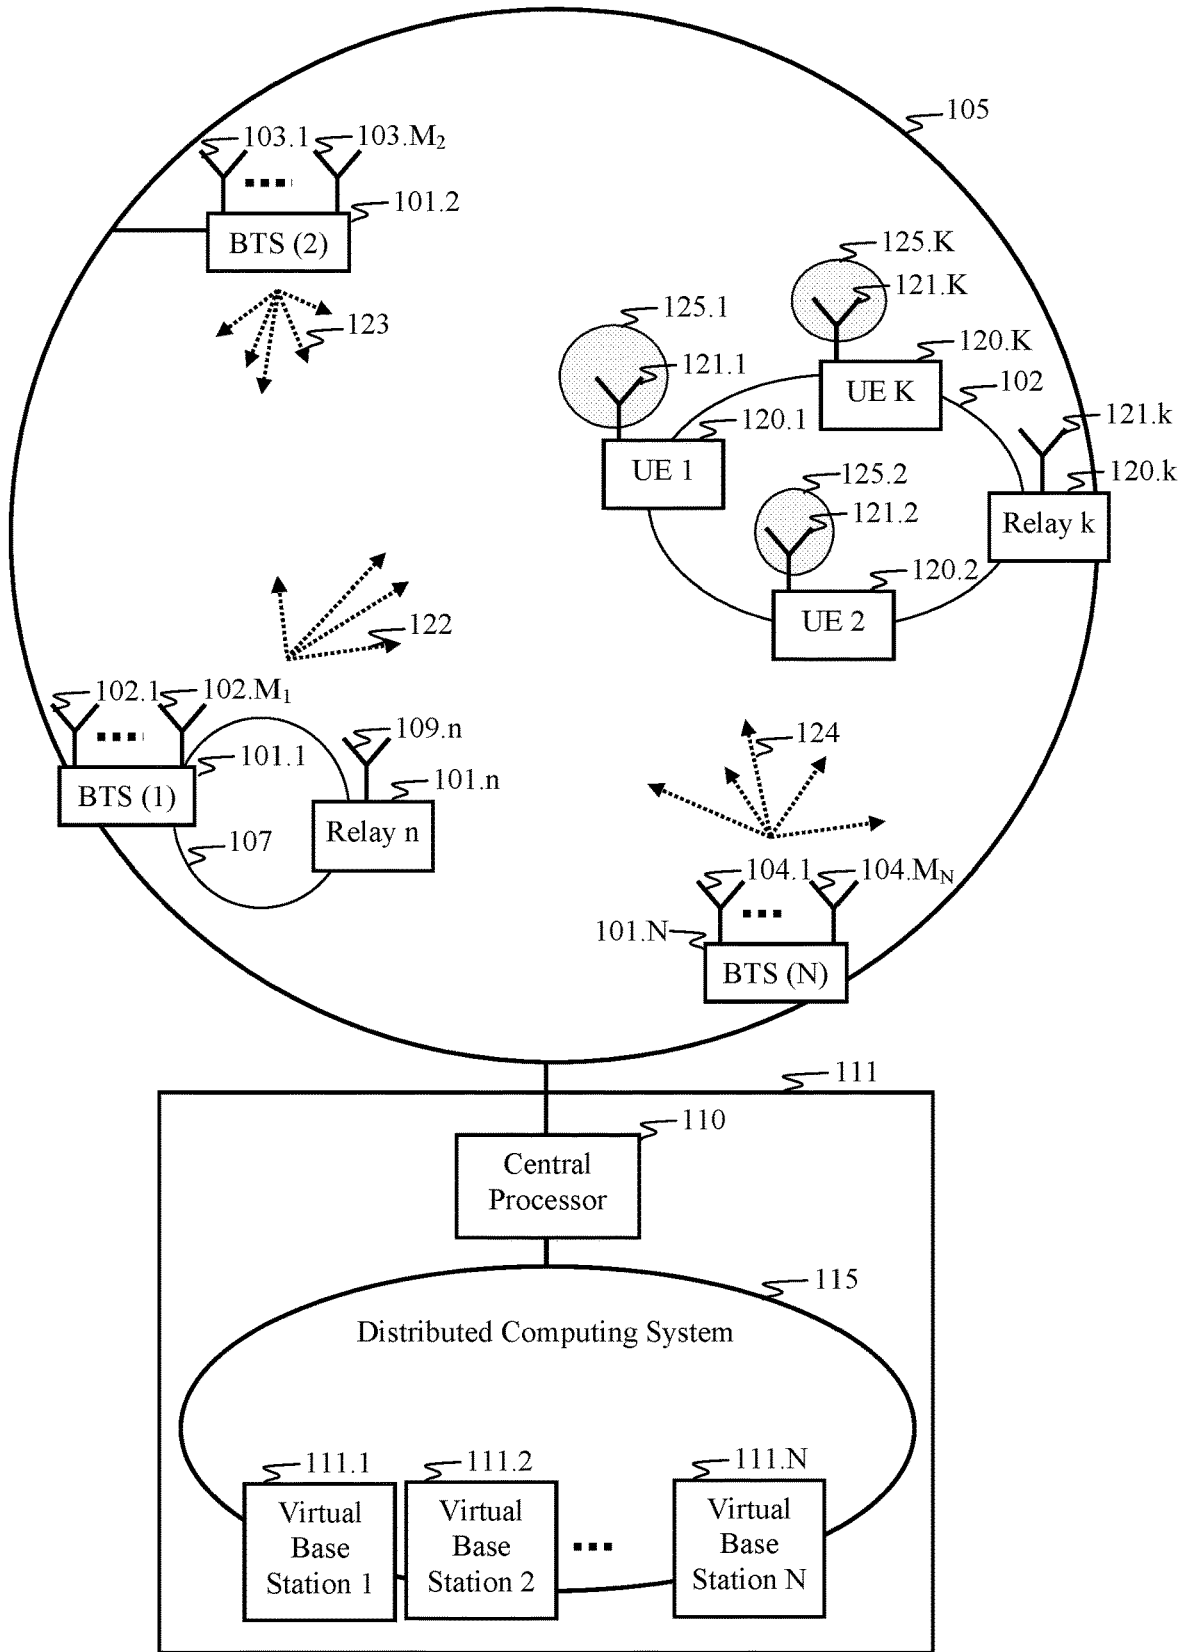 105
103.1
103.M₂
101.2
BTS (2)
123
125.K
121.K
125.1
121.1
120.K
102
UE K
120.1
121.k
UE 1
125.2
120.k
121.2
Relay k
120.2
UE 2
122
102.1
102.M₁
109.n
124
101.1
101.n
BTS (1)
Relay n
107
104.1
104.M_N
101.N
BTS (N)
111
110
Central
Processor
115
Distributed Computing System
111.1
111.2
111.N
Virtual
Base
Station 1
Virtual
Base
Station 2
Virtual
Base
Station N